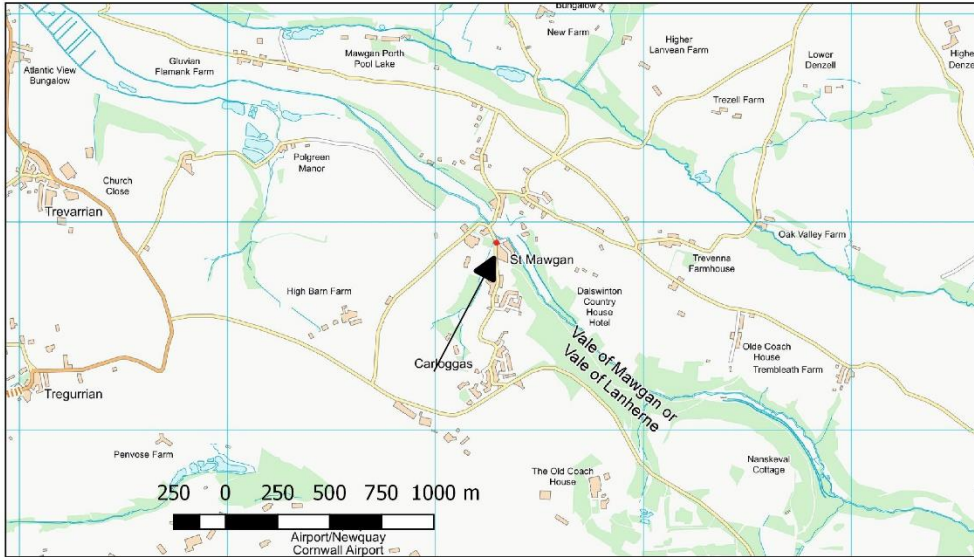 Bungalow
New Farm
Higher
Lanvean Farm
Lower
Denzell
Highe
Denze
Mawgan Porth
Pool Lake
Gluvian
Flamank Farm
Atlantic View
Bungalow
Trezell Farm
Polgreen
Manor
Church
Close
Trevarrian
Oak Valley Farm
St Mawgan
Trevenna
Farmhouse
High Barn Farm
Dalswinton
Country
House
Hotel
Vale of Mawgan or
Vale of Lanherne
Olde Coach
House
Trembleath Farm
Carloggas
Tregurrian
Penvose Farm
The Old Coach
House
Nanskeval
Cottage
250 0 250 500 750 1000 m
Airport/Newquay
Cornwall Airport